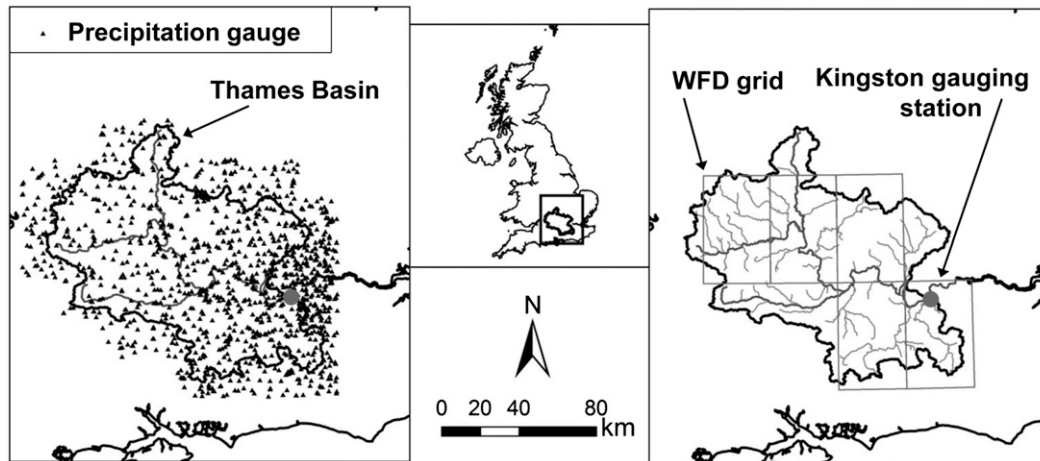 Precipitation gauge
Thames Basin
WFD grid
Kingston gauging
station
N
0 20 40 80
km